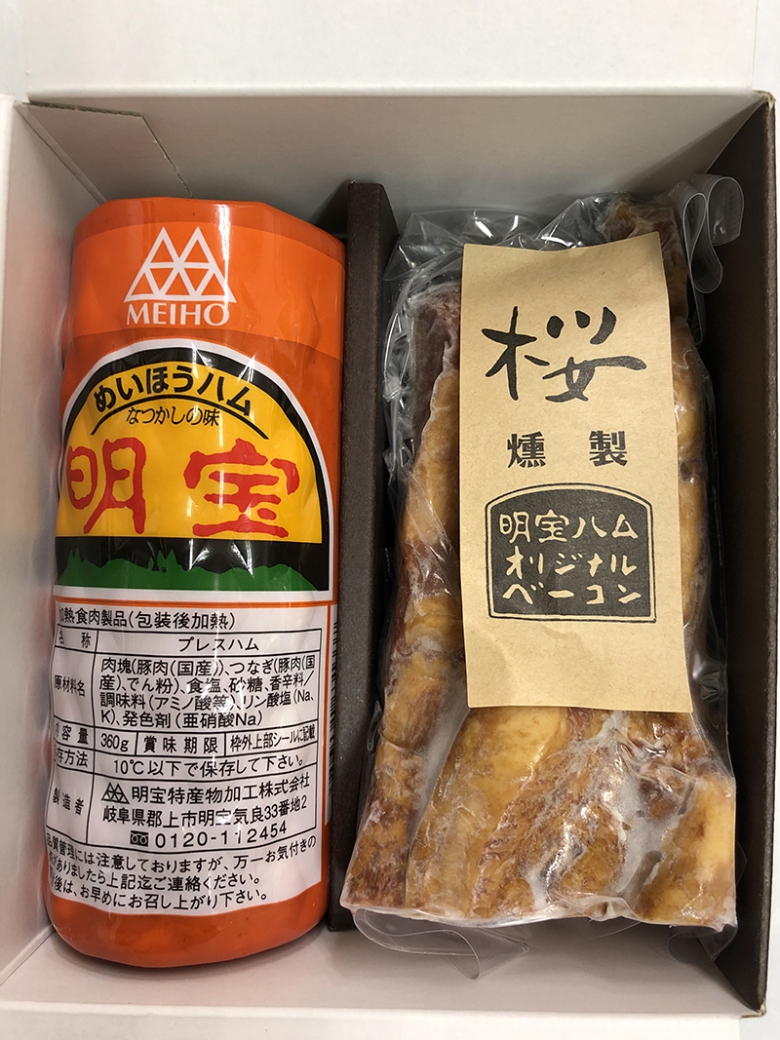 MEIHO
めいほうハム
なつかしの味
明宝
加熱食肉製品(包装後加熱)
名 称 プレスハム
原材料名 肉塊(豚肉(国産))、つなぎ(豚肉(国
産)、でん粉)、食塩、砂糖、香辛料/
調味料(アミノ酸等)、リン酸塩(Na、
K)、発色剤(亜硝酸Na)
内容量 360g 賞味期限 枠外上部シールに記載
保存方法 10℃以下で保存して下さい。
製造者 明宝特産物加工株式会社
岐阜県郡上市明宝気良33番地2
0120-112454
品質管理には注意しておりますが、万一お気付きの
がありましたら上記迄ご連絡ください。
後は、お早めにお召し上がり下さい。
桜
燻製
明宝ハム
オリジナル
ベーコン